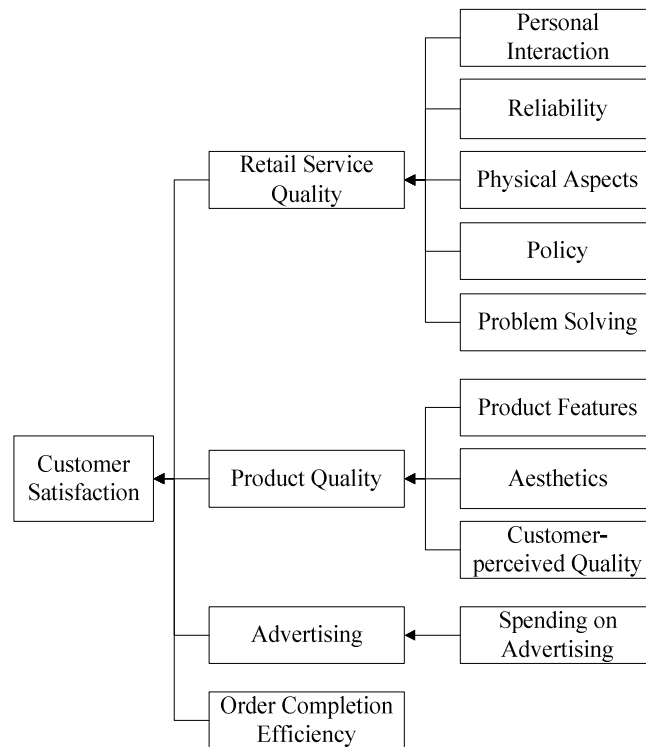 Personal
Interaction
Reliability
Retail Service
Quality
Physical Aspects
Policy
Problem Solving
Product Features
Customer
Satisfaction
Product Quality
Aesthetics
Customer-
perceived Quality
Advertising
Spending on
Advertising
Order Completion
Efficiency